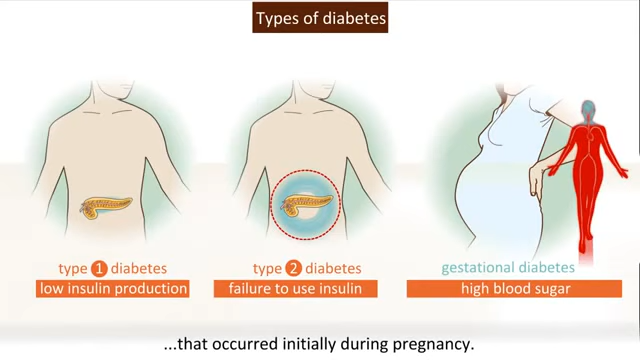 Types of diabetes
type 1 diabetes
low insulin production
type 2 diabetes
failure to use insulin
gestational diabetes
high blood sugar
...that occurred initially during pregnancy.